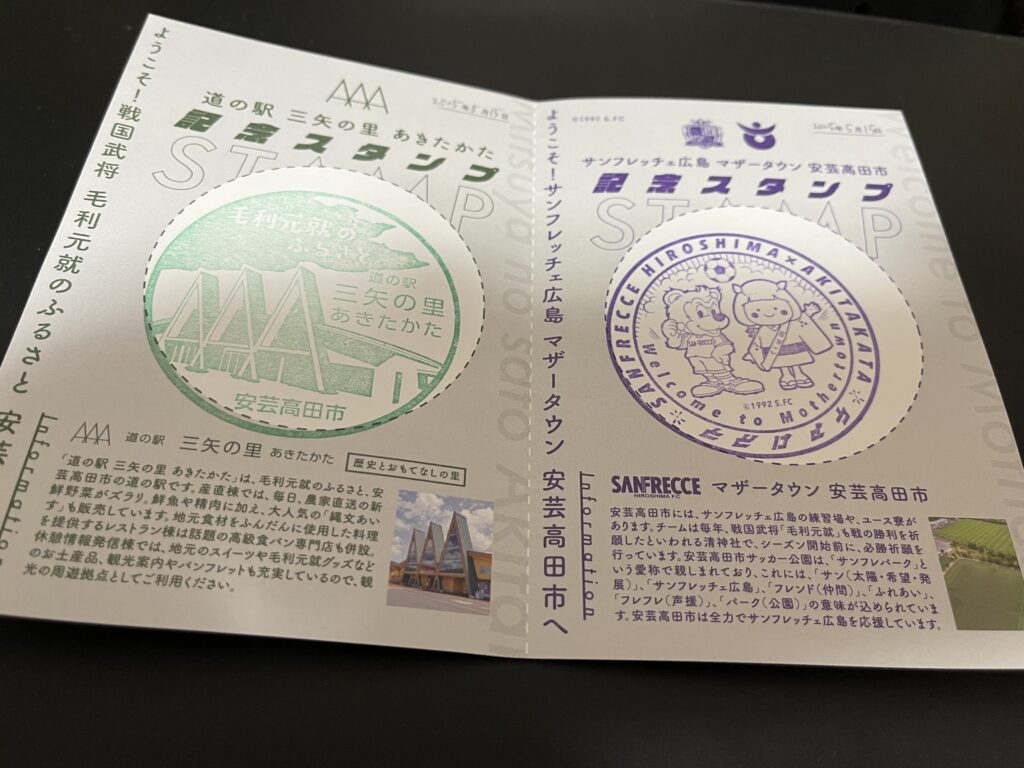 ようこそ！戦国武将 毛利元就のふるさと 安芸
2025年5月15日
道の駅 三矢の里 あきたかた
記念スタンプ
STAMP
毛利元就の
ふるさと
道の駅
三矢の里
あきたかた
安芸高田市
道の駅 三矢の里 あきたかた
歴史とおもてなしの里
Information
「道の駅 三矢の里 あきたかた」は、毛利元就のふるさと、安
芸高田市の道の駅です。産直棟では、毎日、農家直送の新
鮮野菜がズラリ。鮮魚や精肉に加え、大人気の「縄文あい
す」も販売しています。地元食材をふんだんに使用した料理
を提供するレストラン棟は話題の高級食パン専門店も併設。
休憩情報発信棟では、地元のスイーツや毛利元就グッズなど
のお土産品、観光案内やパンフレットも充実しているので、観
光の周遊拠点としてご利用ください。
Mitsuya no sato Akita
ようこそ！サンフレッチェ広島 マザータウン 安芸高田市へ
©1992 S.FC
2025年5月15日
サンフレッチェ広島 マザータウン 安芸高田市
記念スタンプ
STAMP
SANFRECCE HIROSHIMA×AKITAKATA
SANFRECCE
©1992 S.FC
Welcome to Mothertown
Welcome to Mo
SANFRECCE
HIROSHIMA FC
マザータウン 安芸高田市
Information
安芸高田市には、サンフレッチェ広島の練習場や、ユース寮が
あります。チームは毎年、戦国武将「毛利元就」も戦の勝利を祈
願したといわれる清神社で、シーズン開始前に、必勝祈願を
行っています。安芸高田市サッカー公園は、「サンフレパーク」と
いう愛称で親しまれており、これには、「サン（太陽・希望・発
展）」、「サンフレッチェ広島」、「フレンド（仲間）」、「ふれあい」、
「フレフレ（声援）」、「パーク（公園）」の意味が込められていま
す。安芸高田市は全力でサンフレッチェ広島を応援しています。